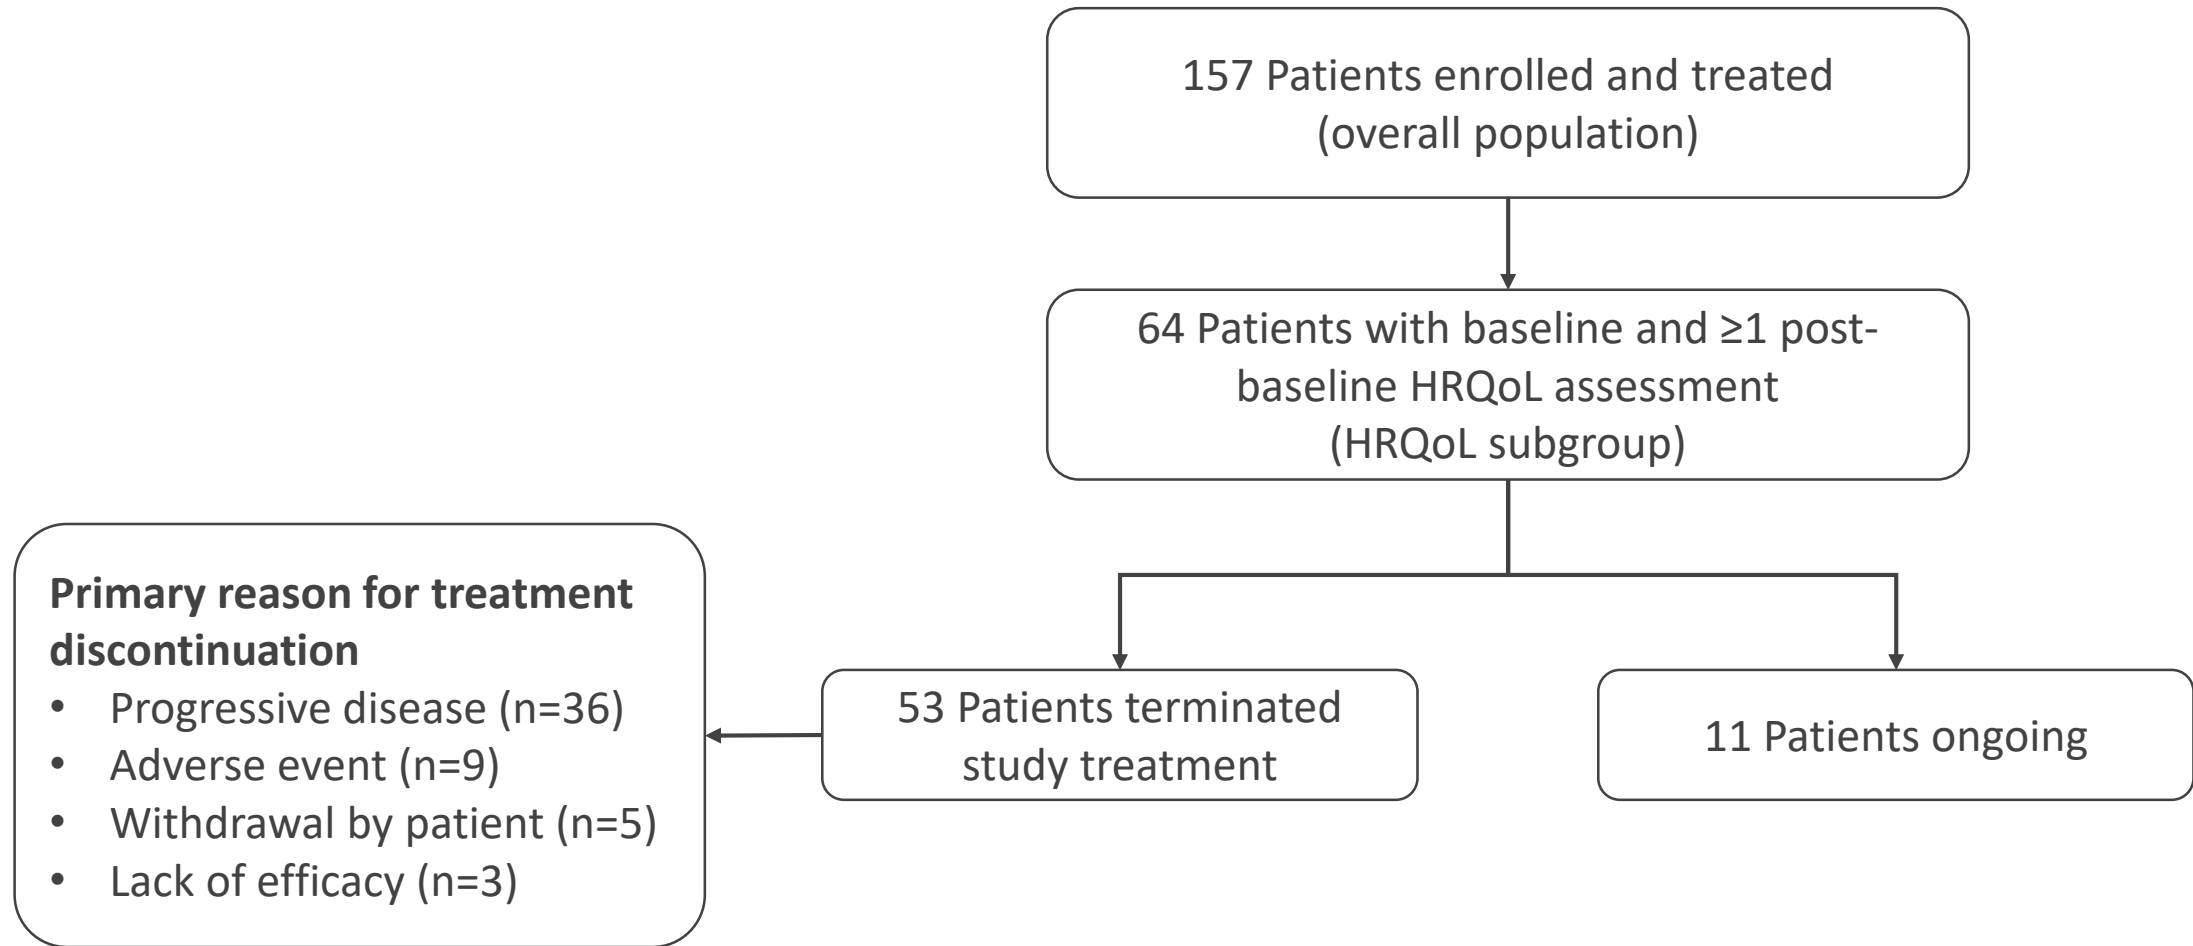 157 Patients enrolled and treated
(overall population)
64 Patients with baseline and ≥1 post-
baseline HRQoL assessment
(HRQoL subgroup)
Primary reason for treatment
discontinuation
• Progressive disease (n=36)
• Adverse event (n=9)
• Withdrawal by patient (n=5)
• Lack of efficacy (n=3)
53 Patients terminated
study treatment
11 Patients ongoing